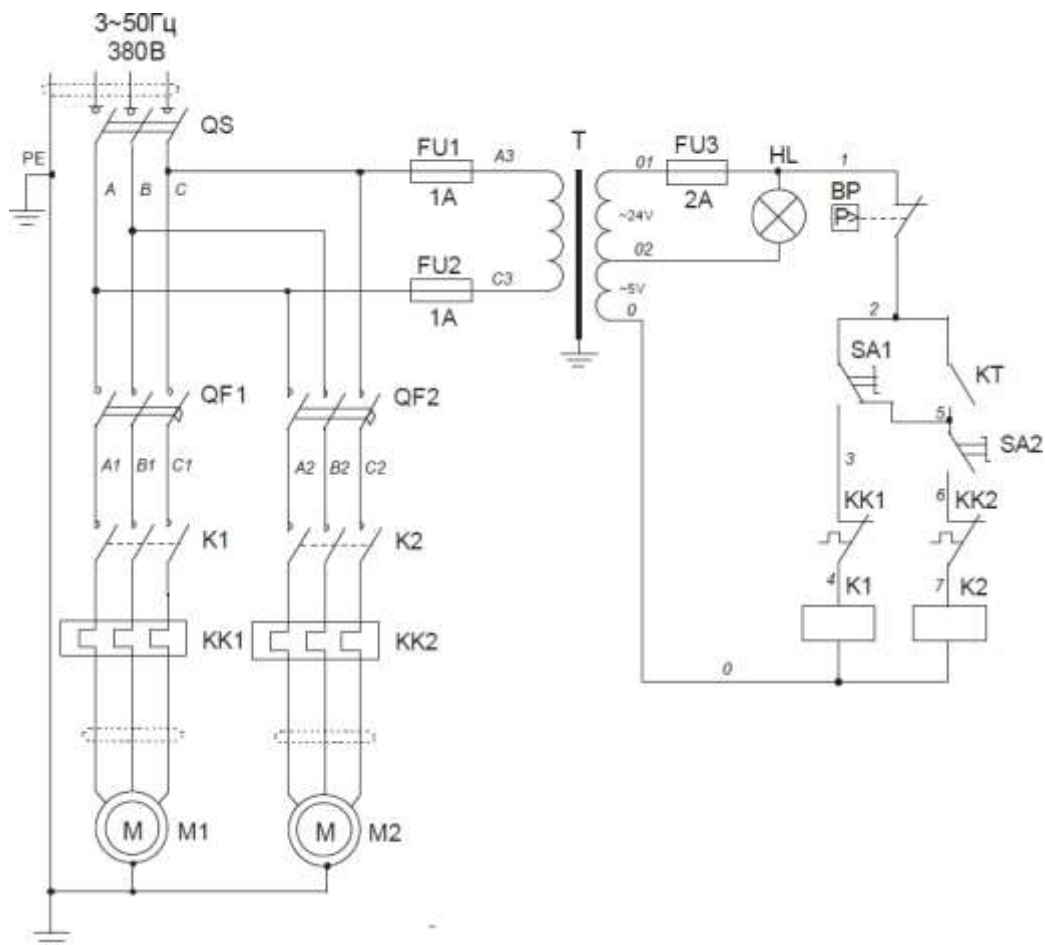 3~50Гц
380В
QS
PE
A B C
FU1
1A
A3
T
01
FU3
2A
HL
1
BP
P>
~24V
02
FU2
1A
C3
~5V
0
2
SA1
KT
5
SA2
QF1
QF2
A1 B1 C1
A2 B2 C2
3
6
KK1
KK2
K1
K2
4
K1
7
K2
KK1
KK2
0
M
M1
M
M2